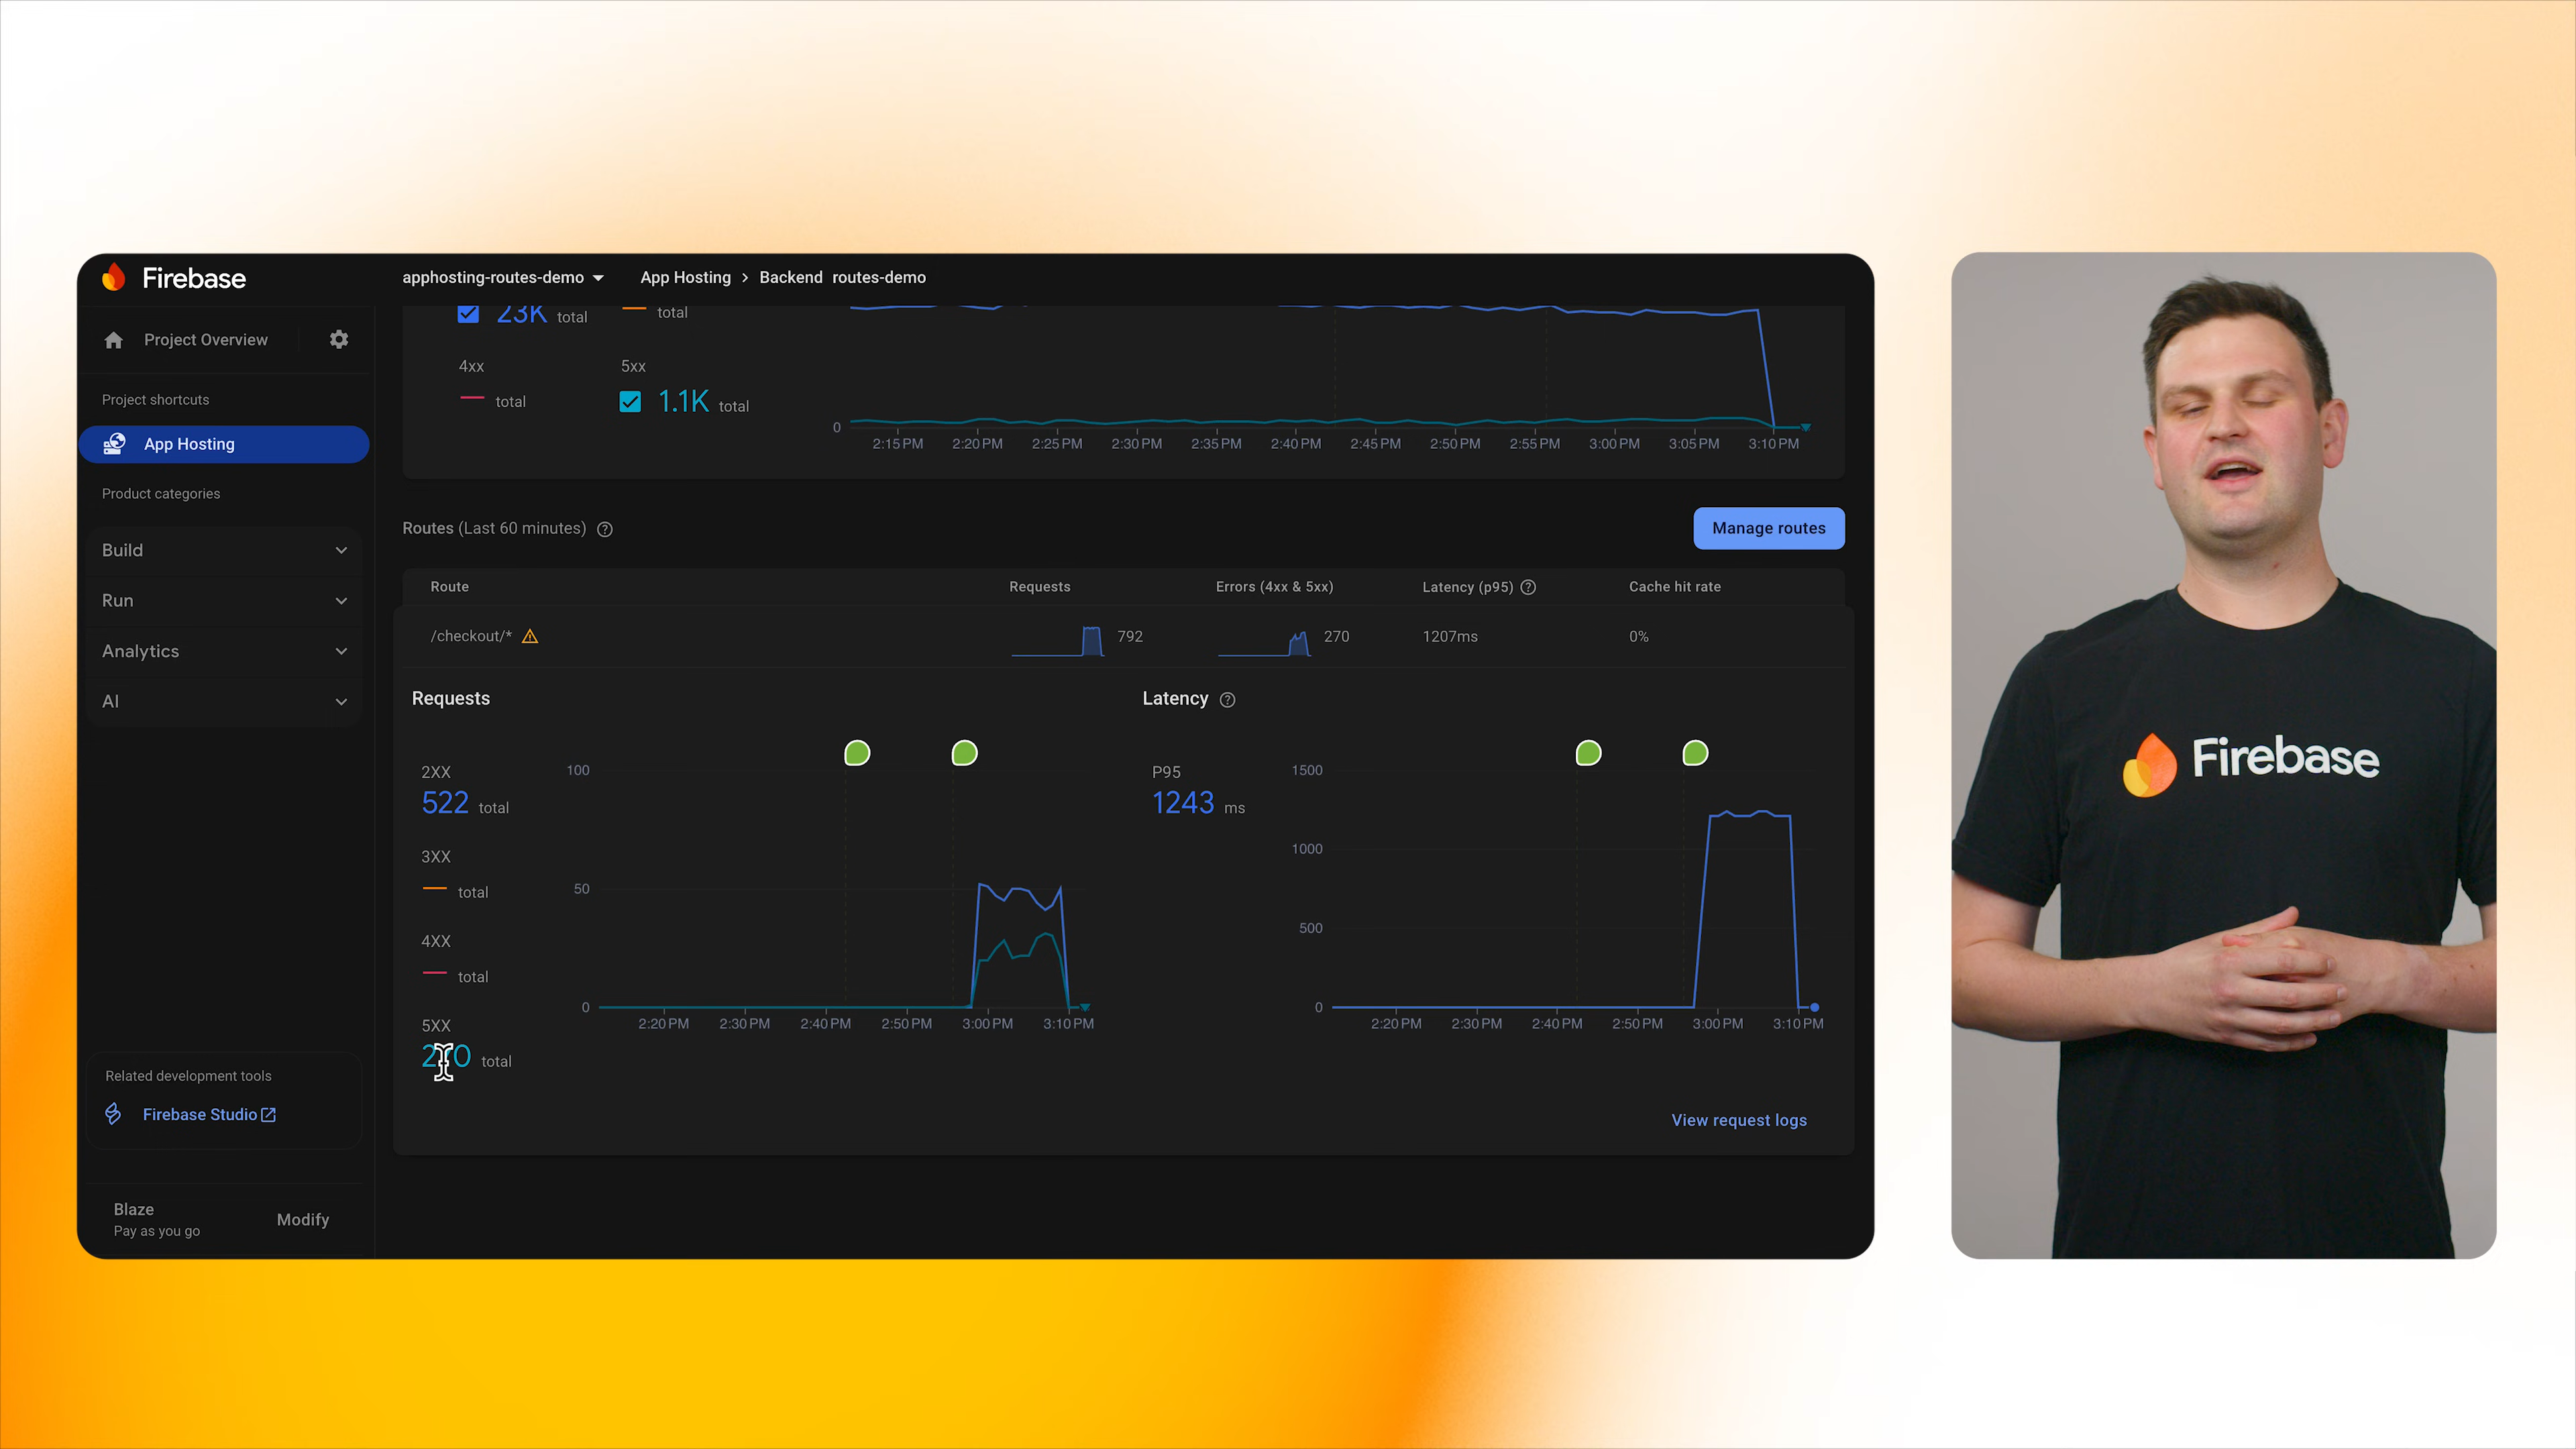 Firebase
apphosting-routes-demo
App Hosting > Backend routes-demo
Project Overview
Project shortcuts
App Hosting
Product categories
Build
Run
Analytics
AI
Related development tools
Firebase Studio
Blaze
Pay as you go
Modify
23K total
total
4xx
total
5xx
1.1K total
0
2:15 PM 2:20 PM 2:25 PM 2:30 PM 2:35 PM 2:40 PM 2:45 PM 2:50 PM 2:55 PM 3:00 PM 3:05 PM 3:10 PM
Routes (Last 60 minutes)
Manage routes
Route Requests Errors (4xx & 5xx) Latency (p95) Cache hit rate
/checkout/* 792 270 1207ms 0%
Requests
2XX
522 total
3XX
total
4XX
total
5XX
270 total
100
50
0
2:20 PM 2:30 PM 2:40 PM 2:50 PM 3:00 PM 3:10 PM
Latency
P95
1243 ms
1500
1000
500
0
2:20 PM 2:30 PM 2:40 PM 2:50 PM 3:00 PM 3:10 PM
View request logs
Firebase